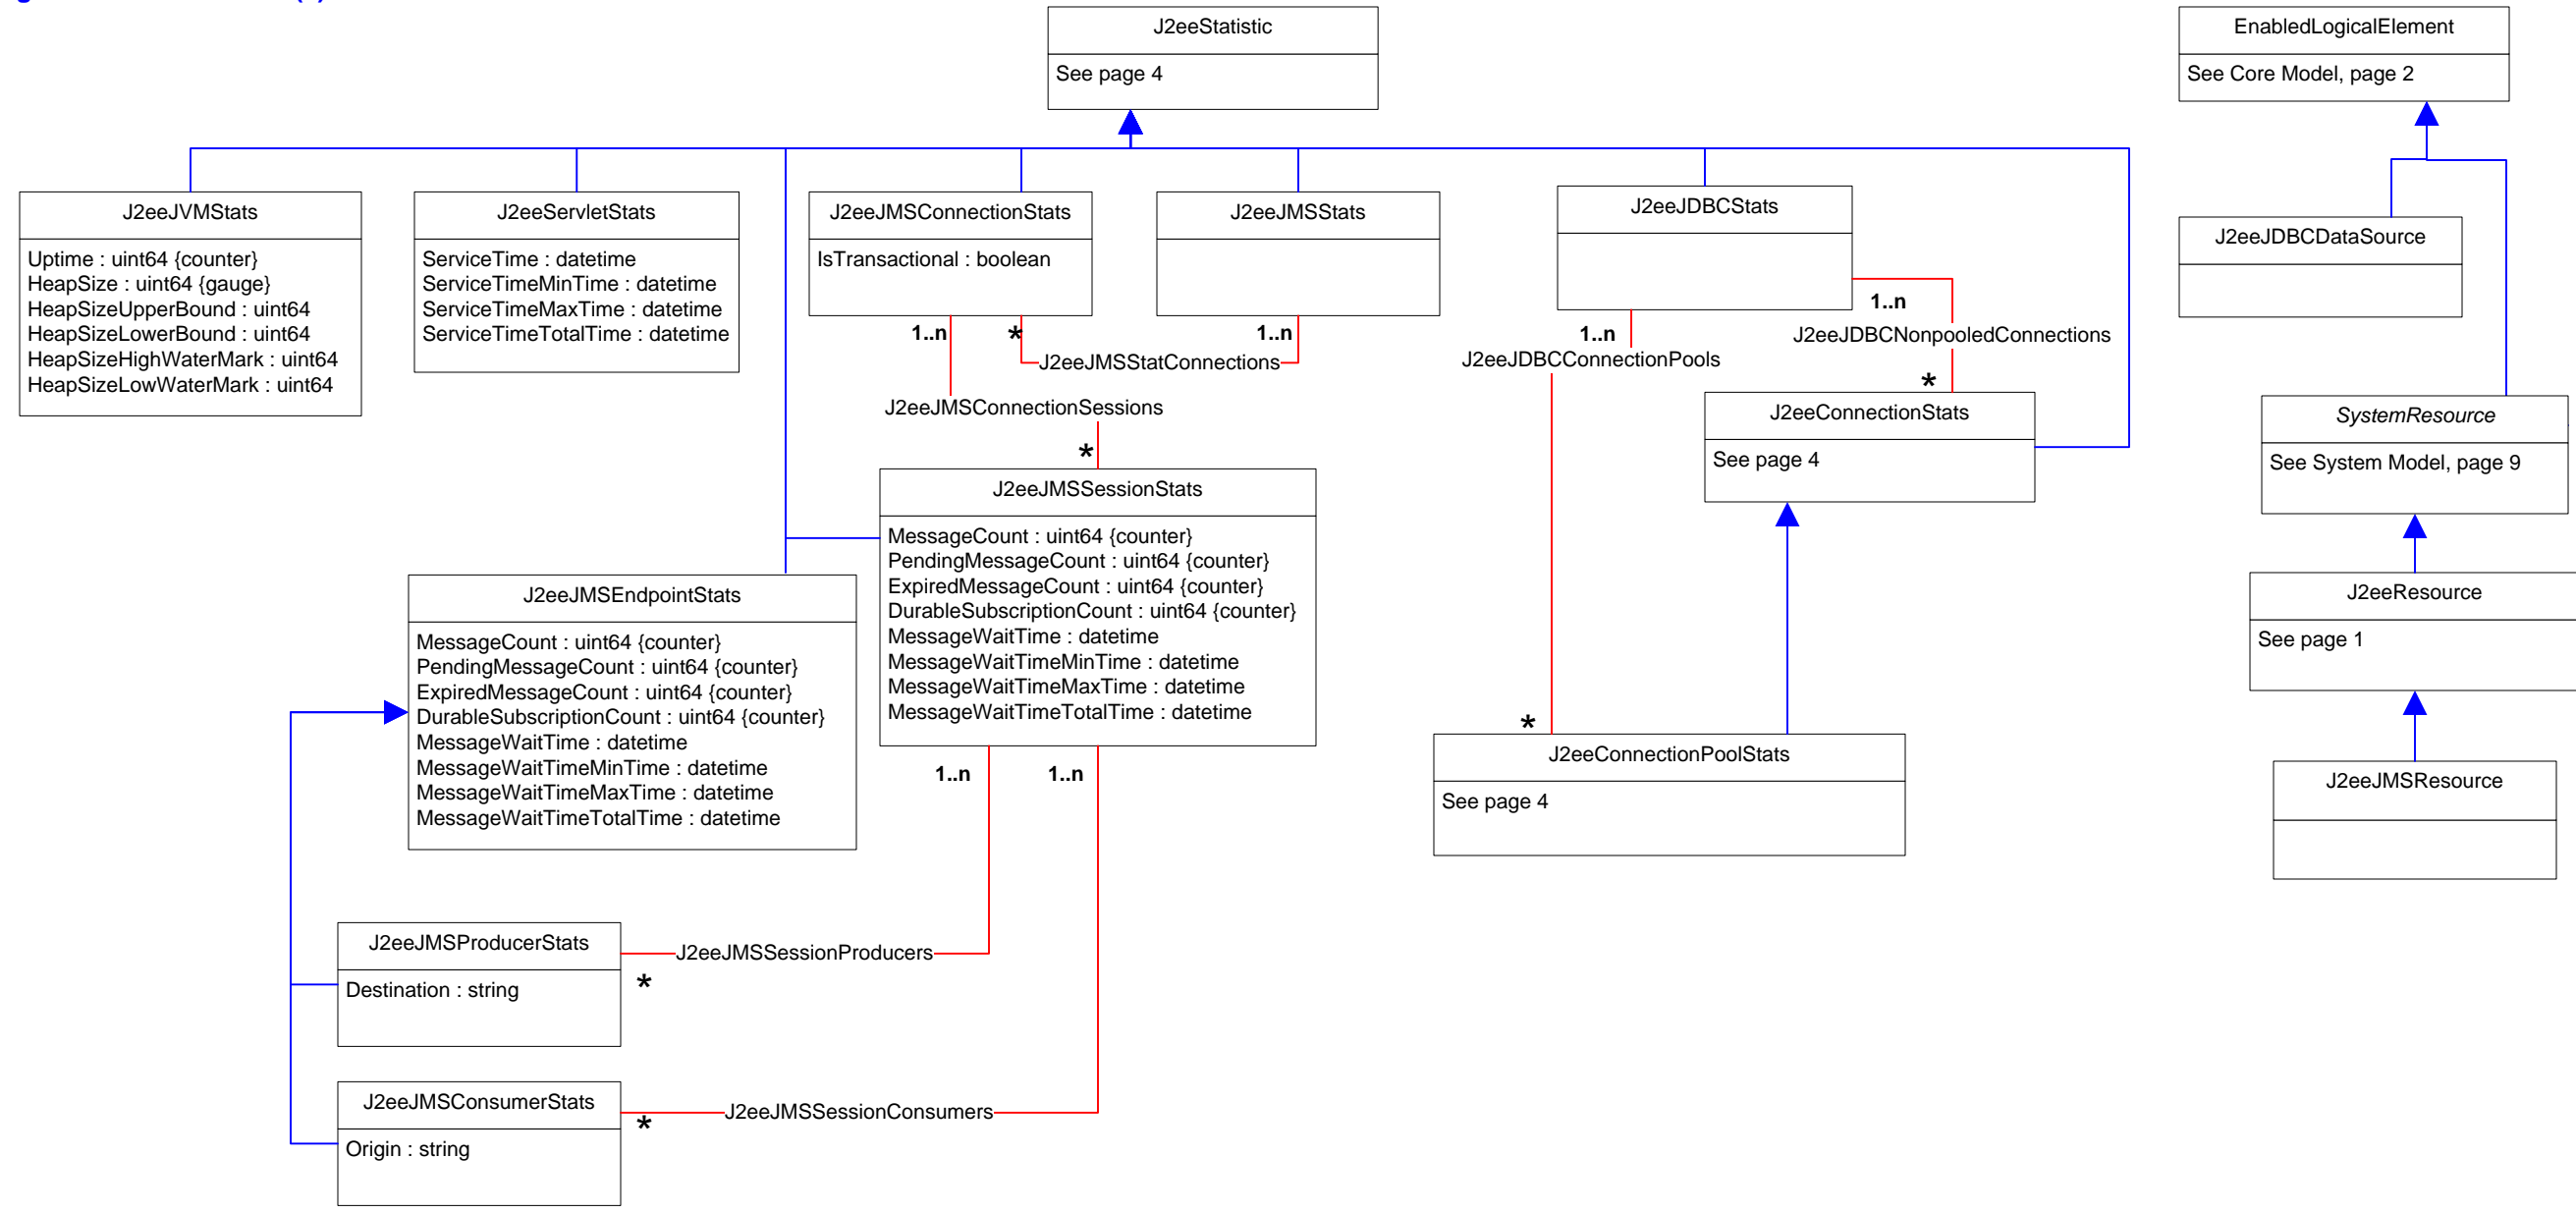 J2eeStatistic
See page 4
EnabledLogicalElement
See Core Model, page 2
J2eeJVMStats
Uptime : uint64 {counter}
HeapSize : uint64 {gauge}
HeapSizeUpperBound : uint64
HeapSizeLowerBound : uint64
HeapSizeHighWaterMark : uint64
HeapSizeLowWaterMark : uint64
J2eeServletStats
ServiceTime : datetime
ServiceTimeMinTime : datetime
ServiceTimeMaxTime : datetime
ServiceTimeTotalTime : datetime
J2eeJMSConnectionStats
IsTransactional : boolean
J2eeJMSStats
J2eeJDBCStats
J2eeJDBCDataSource
1..n
*
1..n
J2eeJMSStatConnections
J2eeJMSConnectionSessions
*
1..n
J2eeJDBCConnectionPools
1..n
J2eeJDBCNonpooledConnections
*
J2eeConnectionStats
See page 4
SystemResource
See System Model, page 9
J2eeJMSSessionStats
MessageCount : uint64 {counter}
PendingMessageCount : uint64 {counter}
ExpiredMessageCount : uint64 {counter}
DurableSubscriptionCount : uint64 {counter}
MessageWaitTime : datetime
MessageWaitTimeMinTime : datetime
MessageWaitTimeMaxTime : datetime
MessageWaitTimeTotalTime : datetime
J2eeJMSEndpointStats
MessageCount : uint64 {counter}
PendingMessageCount : uint64 {counter}
ExpiredMessageCount : uint64 {counter}
DurableSubscriptionCount : uint64 {counter}
MessageWaitTime : datetime
MessageWaitTimeMinTime : datetime
MessageWaitTimeMaxTime : datetime
MessageWaitTimeTotalTime : datetime
J2eeResource
See page 1
*
J2eeConnectionPoolStats
See page 4
J2eeJMSResource
1..n
1..n
J2eeJMSProducerStats
Destination : string
J2eeJMSSessionProducers
*
J2eeJMSConsumerStats
Origin : string
J2eeJMSSessionConsumers
*